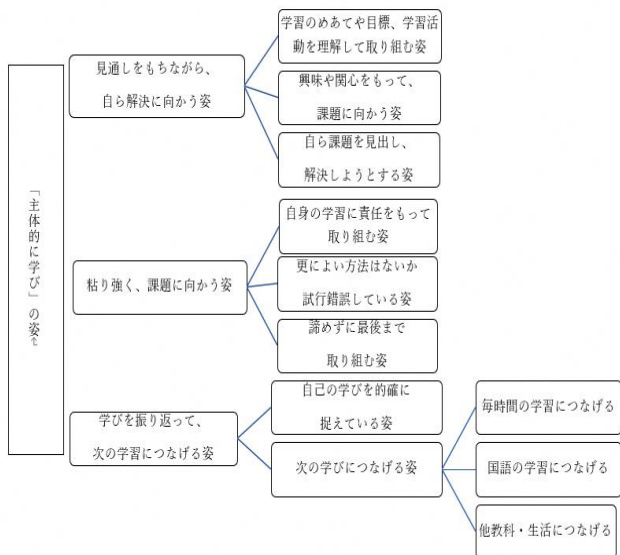 「主体的に学び」の姿
見通しをもちながら、
自ら解決に向かう姿
学習のめあてや目標、学習活
動を理解して取り組む姿
興味や関心をもって、
課題に向かう姿
自ら課題を見出し、
解決しようとする姿
粘り強く、課題に向かう姿
自身の学習に責任をもって
取り組む姿
更によい方法はないか
試行錯誤している姿
諦めずに最後まで
取り組む姿
学びを振り返って、
次の学習につなげる姿
自己の学びを的確に
捉えている姿
次の学びにつなげる姿
毎時間の学習につなげる
国語の学習につなげる
他教科・生活につなげる